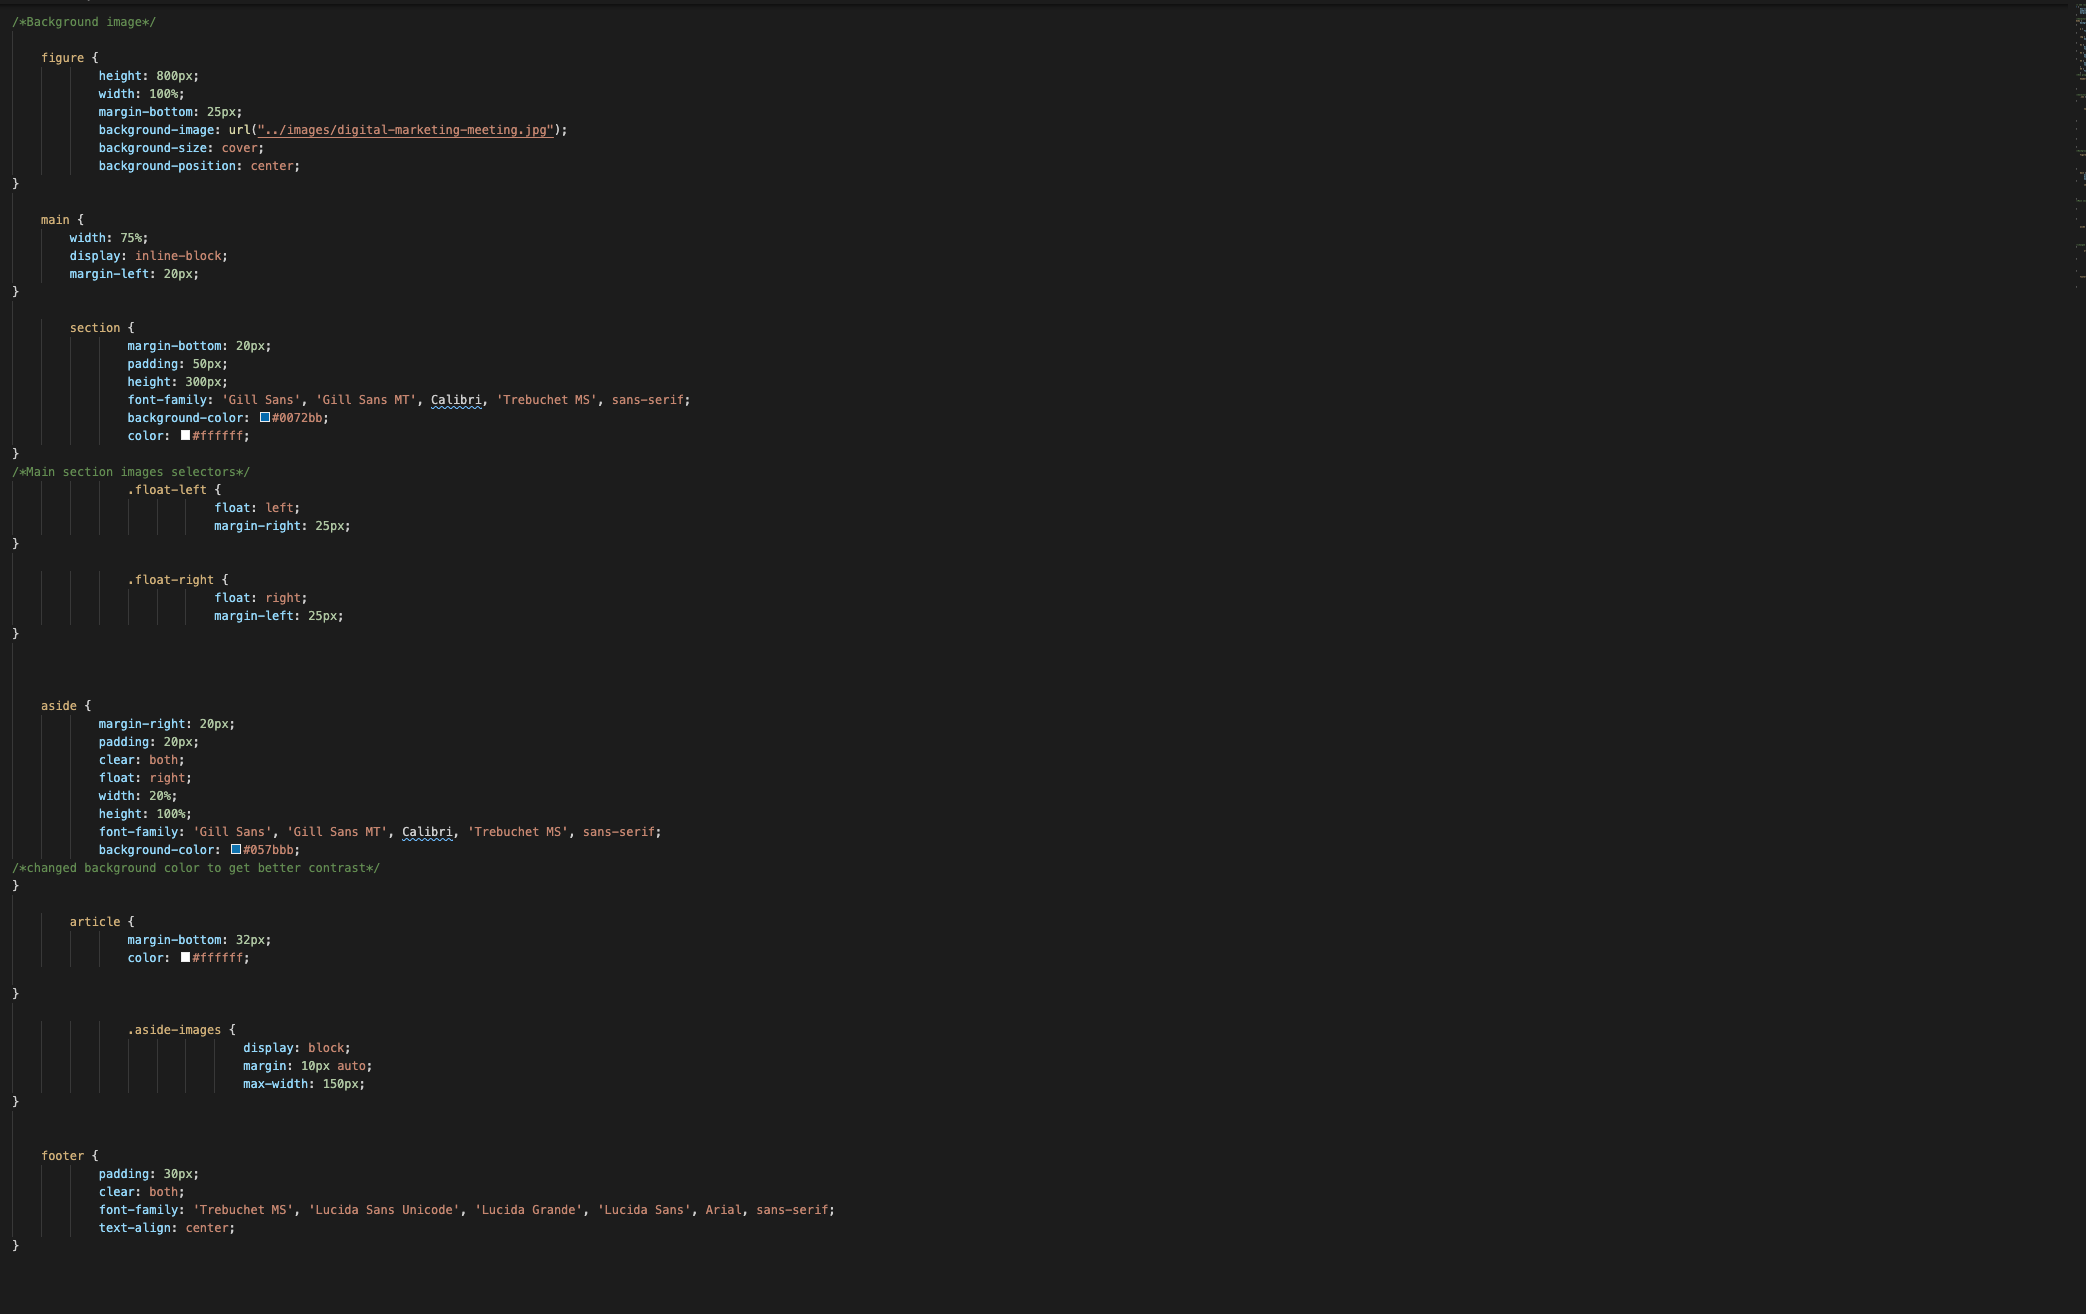 /*Background image*/
figure {
height: 800px;
width: 100%;
margin-bottom: 25px;
background-image: url("../images/digital-marketing-meeting.jpg");
background-size: cover;
background-position: center;
}
main {
width: 75%;
display: inline-block;
margin-left: 20px;
}
section {
margin-bottom: 20px;
padding: 50px;
height: 300px;
font-family: 'Gill Sans', 'Gill Sans MT', Calibri, 'Trebuchet MS', sans-serif;
background-color: #0072bb;
color: #ffffff;
}
/*Main section images selectors*/
.float-left {
float: left;
margin-right: 25px;
}
.float-right {
float: right;
margin-left: 25px;
}
aside {
margin-right: 20px;
padding: 20px;
clear: both;
float: right;
width: 20%;
height: 100%;
font-family: 'Gill Sans', 'Gill Sans MT', Calibri, 'Trebuchet MS', sans-serif;
background-color: #057bbb;
/*changed background color to get better contrast*/
}
article {
margin-bottom: 32px;
color: #ffffff;
}
.aside-images {
display: block;
margin: 10px auto;
max-width: 150px;
}
footer {
padding: 30px;
clear: both;
font-family: 'Trebuchet MS', 'Lucida Sans Unicode', 'Lucida Grande', 'Lucida Sans', Arial, sans-serif;
text-align: center;
}